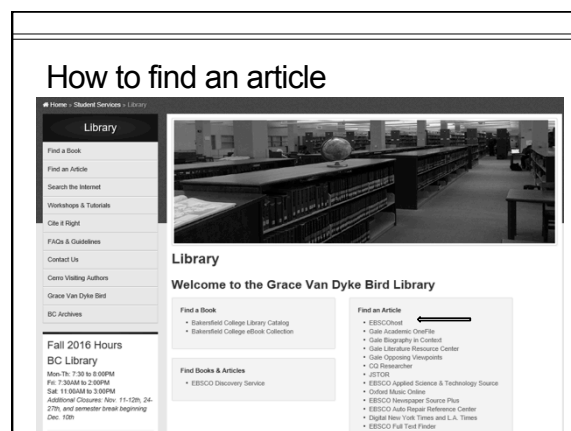 How to find an article
Home » Student Services » Library
Library
Find a Book
Find an Article
Search the Internet
Workshops & Tutorials
Cite it Right
FAQs & Guidelines
Contact Us
Cerro Visiting Authors
Grace Van Dyke Bird
BC Archives
Fall 2016 Hours
BC Library
Mon-Th: 7:30 to 8:00PM
Fri: 7:30AM to 2:00PM
Sat: 11:00AM to 3:00PM
Additional Closures: Nov. 11-12th, 24-
27th, and semester break beginning
Dec. 10th
Library
Welcome to the Grace Van Dyke Bird Library
Find a Book
• Bakersfield College Library Catalog
• Bakersfield College eBook Collection
Find Books & Articles
• EBSCO Discovery Service
Find an Article
• EBSCOhost
• Gale Academic OneFile
• Gale Biography in Context
• Gale Literature Resource Center
• Gale Opposing Viewpoints
• CQ Researcher
• JSTOR
• EBSCO Applied Science & Technology Source
• Oxford Music Online
• EBSCO Newspaper Source Plus
• EBSCO Auto Repair Reference Center
• Digital New York Times and L.A. Times
• EBSCO Full Text Finder